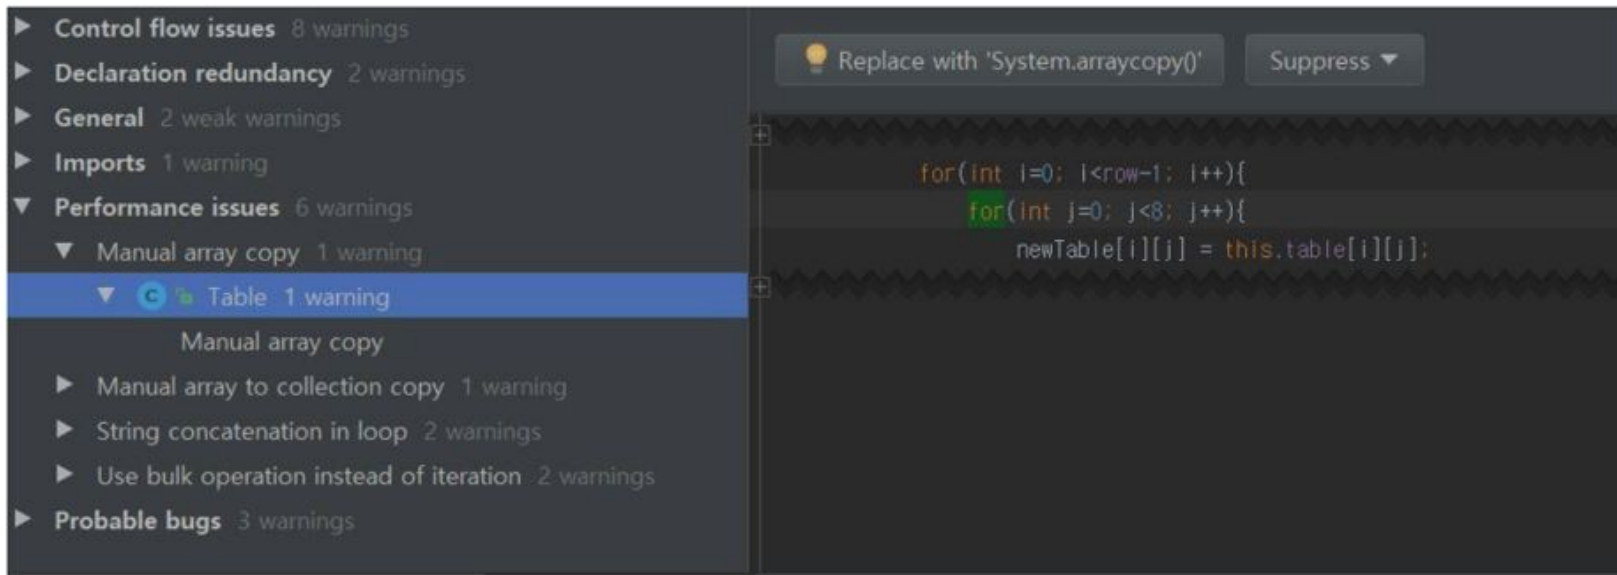 Control flow issues 8 warnings
Declaration redundancy 2 warnings
General 2 weak warnings
Imports 1 warning
Performance issues 6 warnings
Manual array copy 1 warning
C Table 1 warning
Manual array copy
Manual array to collection copy 1 warning
String concatenation in loop 2 warnings
Use bulk operation instead of iteration 2 warnings
Probable bugs 3 warnings
Replace with 'System.arraycopy()' Suppress
for(int i=0; i<row-1; i++){
for(int j=0; j<8; j++){
newTable[i][j] = this.table[i][j];